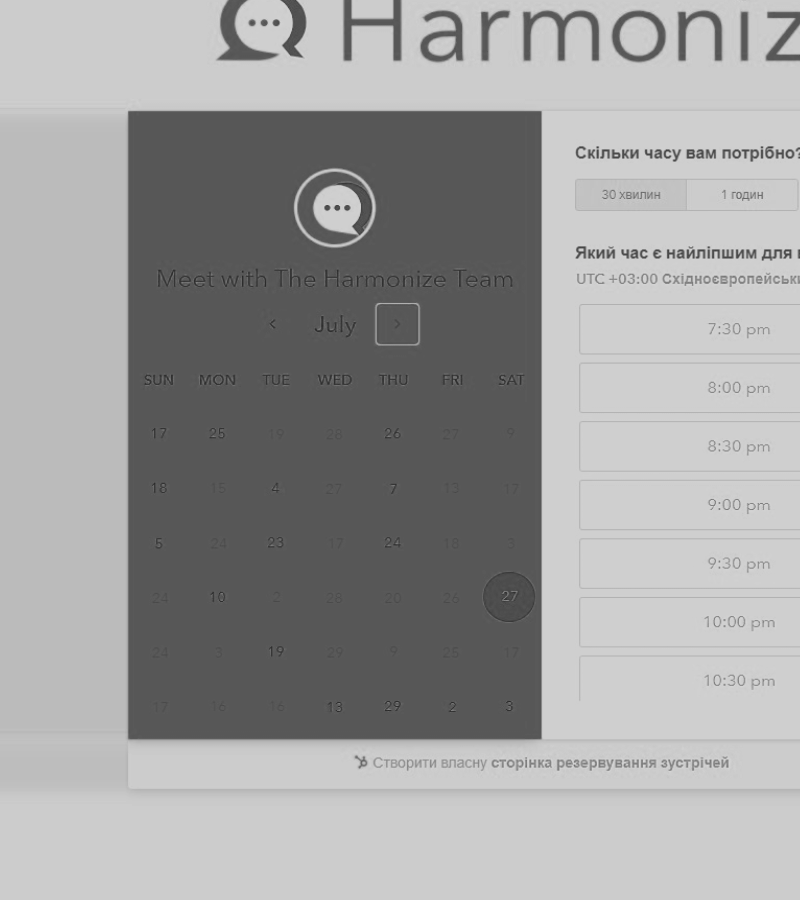 Harmoniz
Meet with The Harmonize Team
July
SUN MON TUE WED THU FRI SAT
17 25 19 28 26 27 9
18 15 4 27 7 13 17
5 24 23 17 24 18 3
24 10 2 28 20 26 27
24 3 19 29 9 25 17
17 16 16 13 29 2 3
Скільки часу вам потрібно?
30 хвилин 1 годин
Який час є найліпшим для
UTC +03:00 Східноєвропейськи
7:30 pm
8:00 pm
8:30 pm
9:00 pm
9:30 pm
10:00 pm
10:30 pm
Створити власну сторінка резервування зустрічей